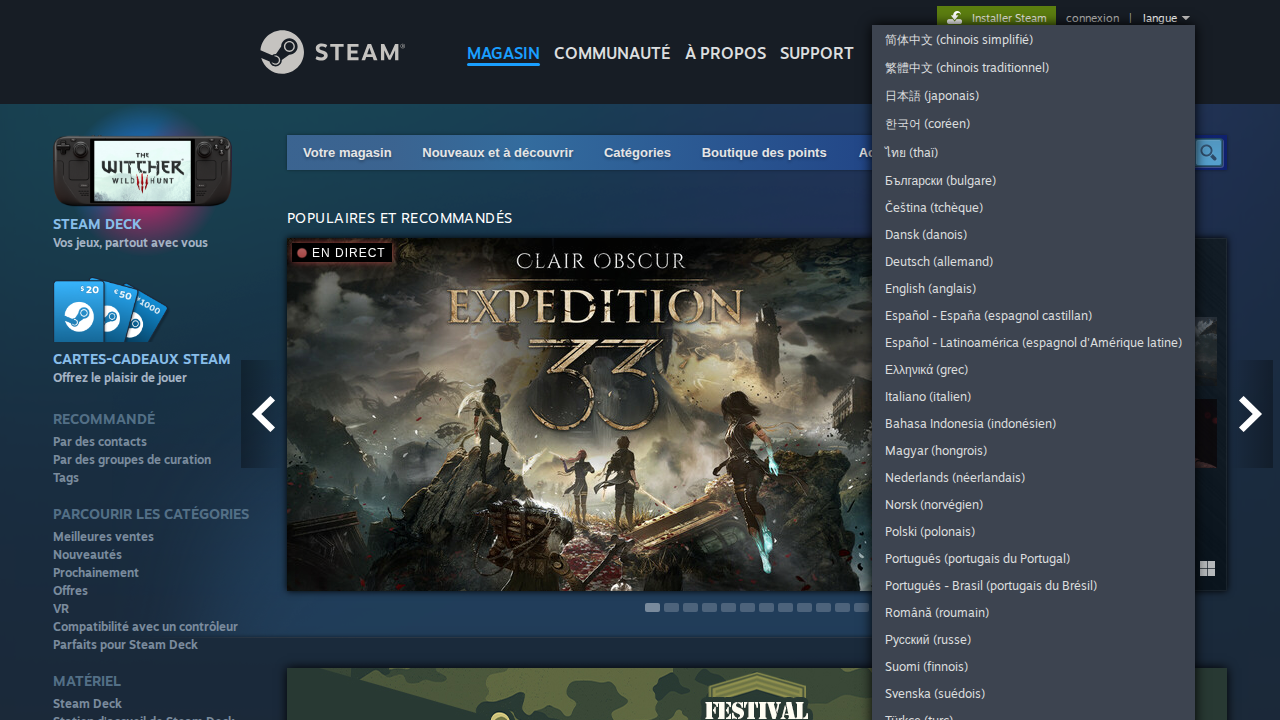 Installer Steam
connexion
|
langue
STEAM®
MAGASIN
COMMUNAUTÉ
À PROPOS
SUPPORT
简体中文 (chinois simplifié)
繁體中文 (chinois traditionnel)
日本語 (japonais)
한국어 (coréen)
ไทย (thaï)
Български (bulgare)
Čeština (tchèque)
Dansk (danois)
Deutsch (allemand)
English (anglais)
Español - España (espagnol castillan)
Español - Latinoamérica (espagnol d'Amérique latine)
Ελληνικά (grec)
Italiano (italien)
Bahasa Indonesia (indonésien)
Magyar (hongrois)
Nederlands (néerlandais)
Norsk (norvégien)
Polski (polonais)
Português (portugais du Portugal)
Português - Brasil (portugais du Brésil)
Română (roumain)
Русский (russe)
Suomi (finnois)
Svenska (suédois)
Türkçe (turc)
Votre magasin
Nouveaux et à découvrir
Catégories
Boutique des points
THE
WITCHER
WILD HUNT
STEAM DECK
Vos jeux, partout avec vous
$20
€50
1000
CARTES-CADEAUX STEAM
Offrez le plaisir de jouer
RECOMMANDÉ
Par des contacts
Par des groupes de curation
Tags
PARCOURIR LES CATÉGORIES
Meilleures ventes
Nouveautés
Prochainement
Offres
VR
Compatibilité avec un contrôleur
Parfaits pour Steam Deck
MATÉRIEL
Steam Deck
Station d'accueil de Steam Deck
POPULAIRES ET RECOMMANDÉS
EN DIRECT
CLAIR OBSCUR
EXPEDITION
33
FESTIVAL